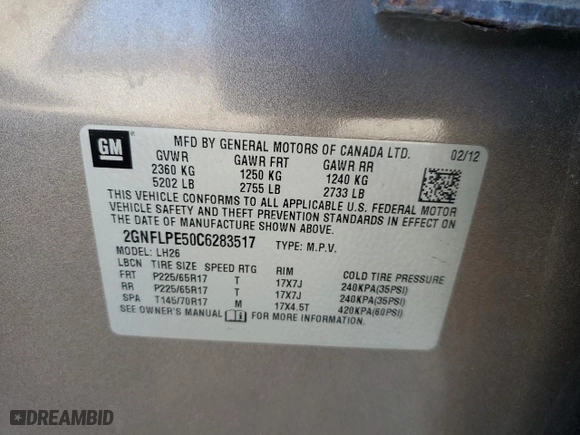 GM
MFD BY GENERAL MOTORS OF CANADA LTD. 02/12
GVWR GAWR FRT GAWR RR
2360 KG 1250 KG 1240 KG
5202 LB 2755 LB 2733 LB
THIS VEHICLE CONFORMS TO ALL APPLICABLE U.S. FEDERAL MOTOR
VEHICLE SAFETY AND THEFT PREVENTION STANDARDS IN EFFECT ON
THE DATE OF MANUFACTURE SHOWN ABOVE.
2GNFLPE50C6283517 TYPE: M.P.V.
MODEL: LH26
LBCN TIRE SIZE SPEED RTG RIM COLD TIRE PRESSURE
FRT P225/65R17 T 17X7J 240KPA(35PSI)
RR P225/65R17 T 17X7J 240KPA(35PSI)
SPA T145/70R17 M 17X4.5T 420KPA(60PSI)
SEE OWNER'S MANUAL FOR MORE INFORMATION.
DREAMBID